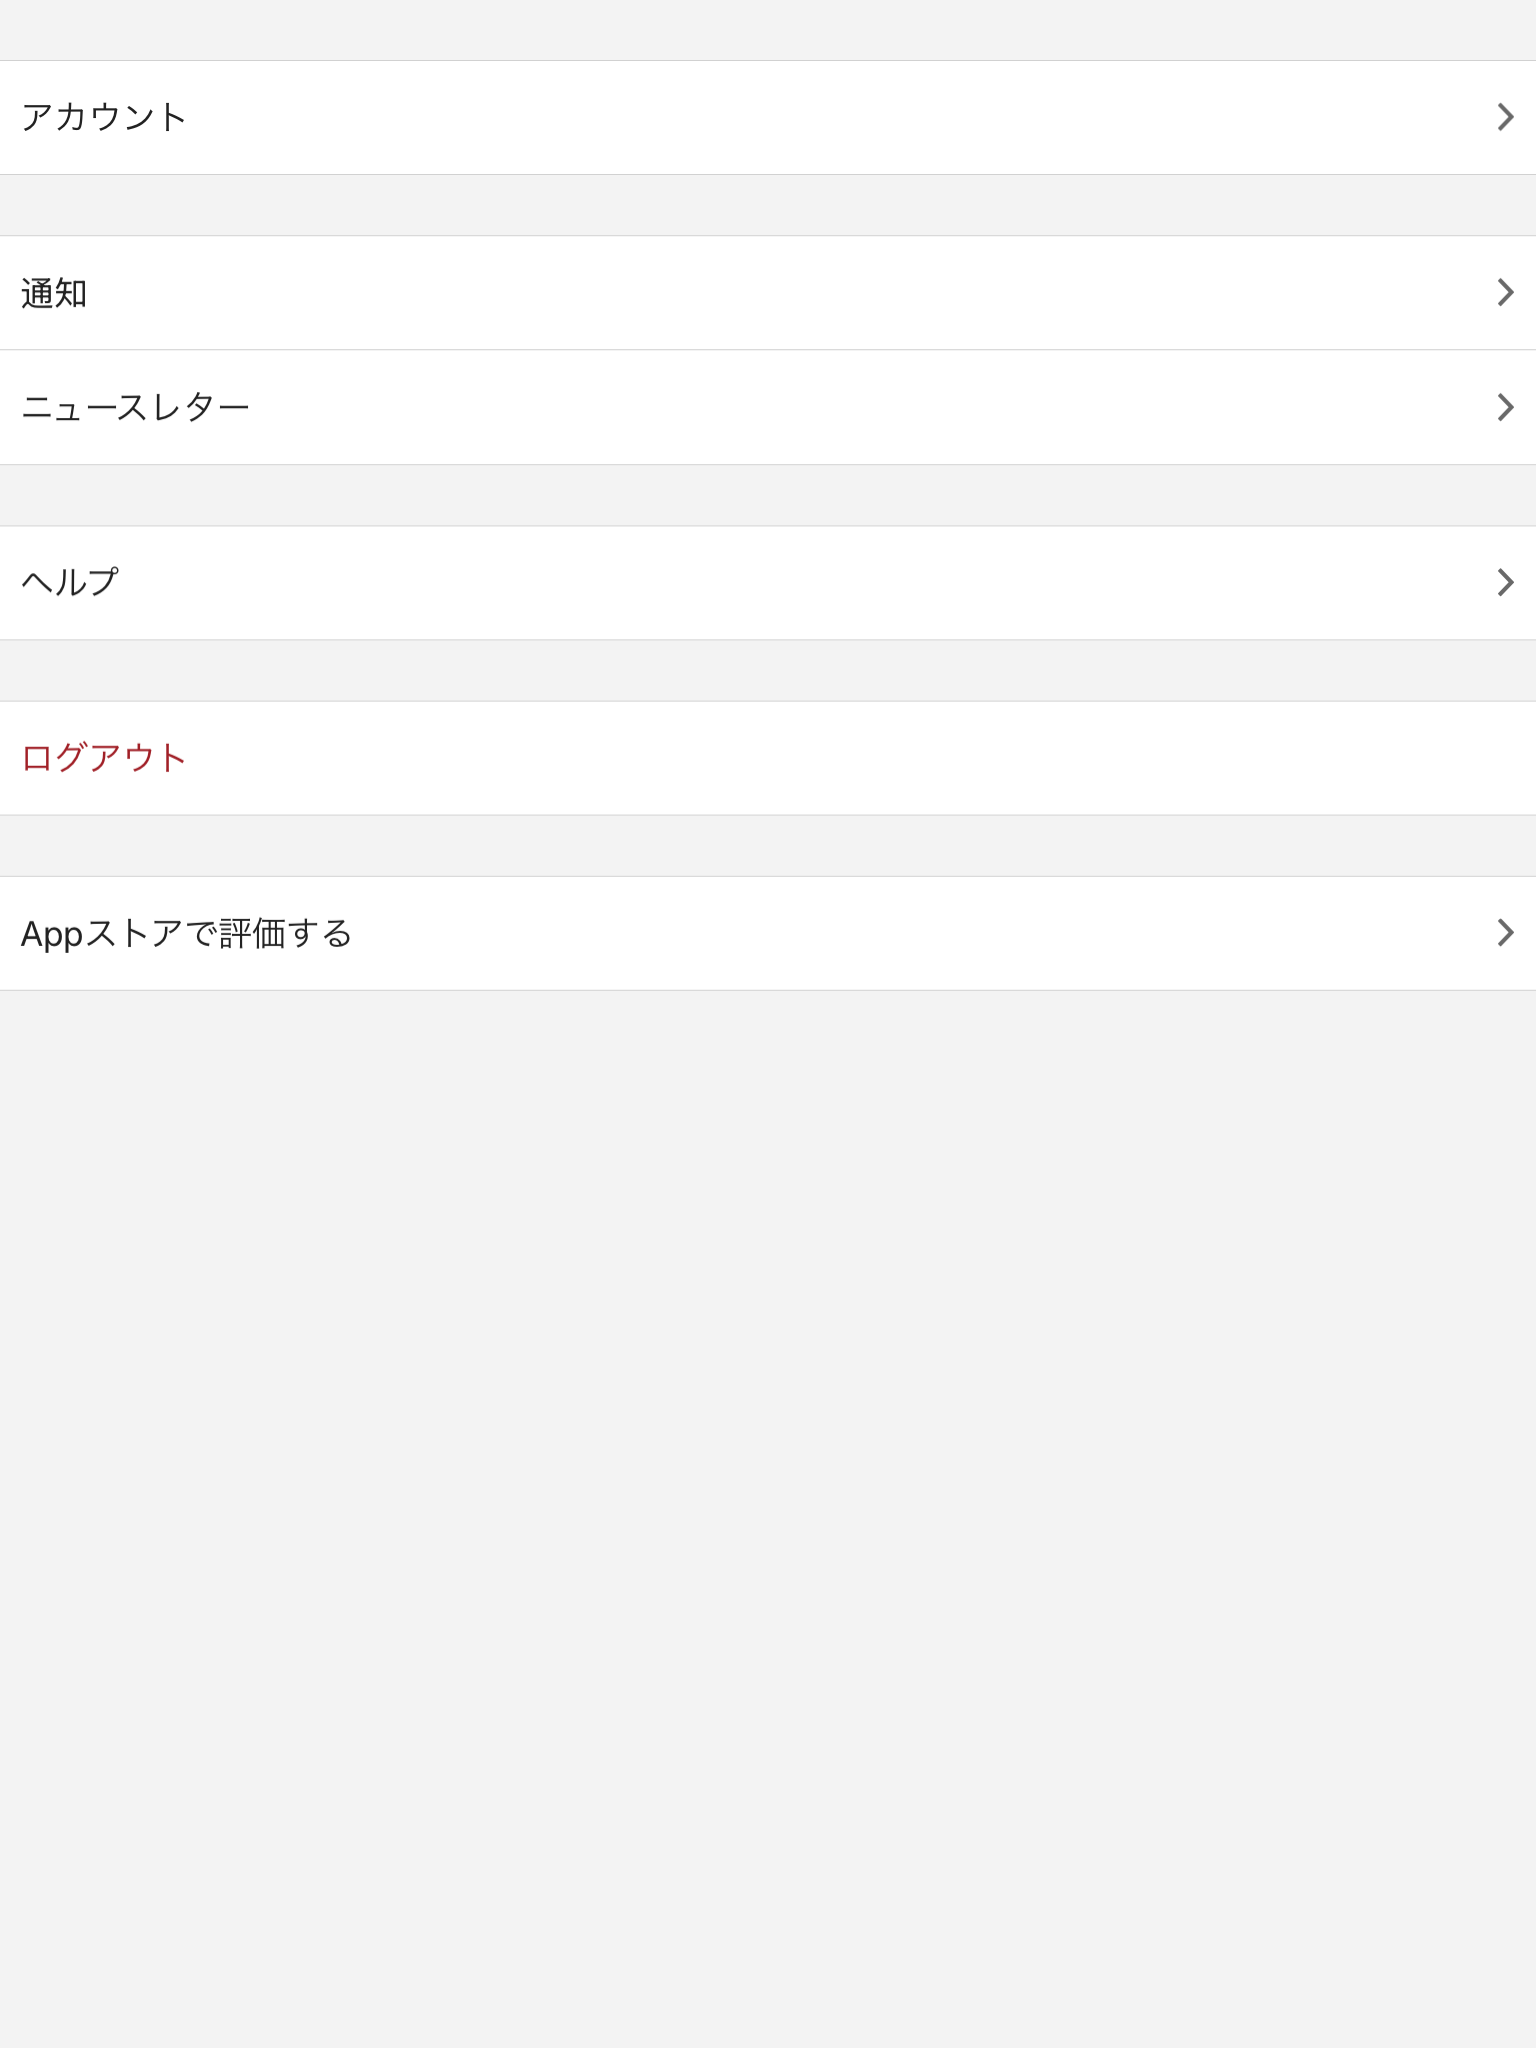 アカウント
通知
ニュースレター
ヘルプ
ログアウト
Appストアで評価する